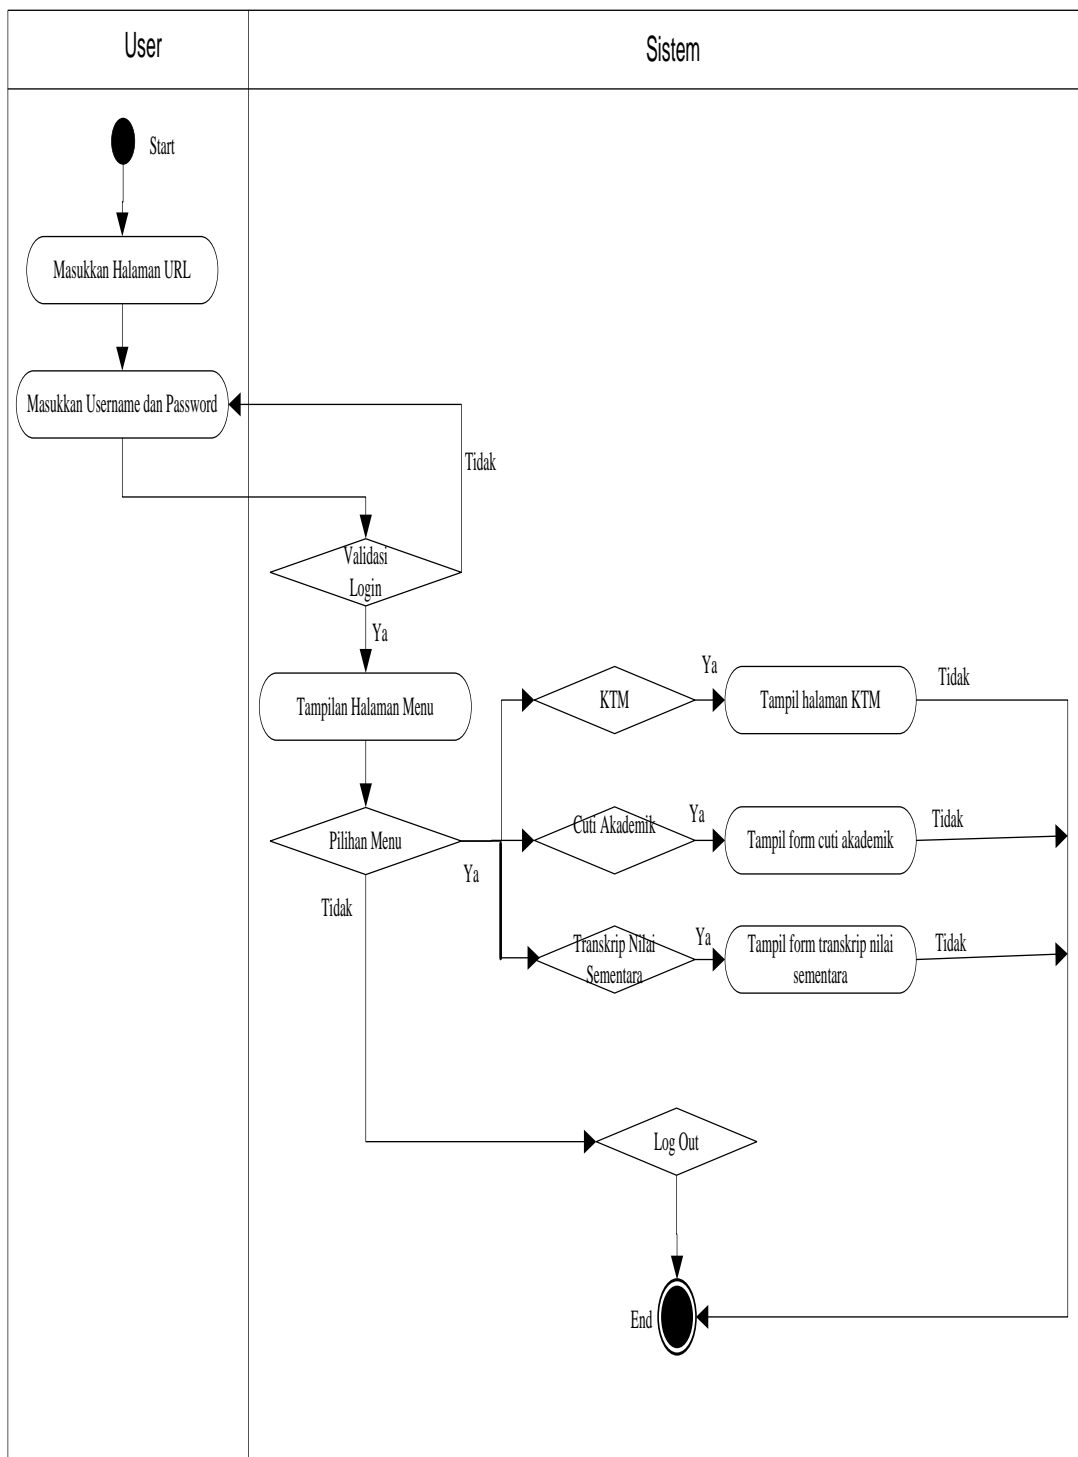 User
Sistem
Start
Masukkan Halaman URL
Masukkan Username dan Password
Tidak
Validasi
Login
Ya
Tampilan Halaman Menu
KTM
Ya
Tampil halaman KTM
Tidak
Pilihan Menu
Ya
Tidak
Cuti Akademik
Ya
Tampil form cuti akademik
Tidak
Transkrip Nilai
Sementara
Ya
Tampil form transkrip nilai
sementara
Tidak
Log Out
End